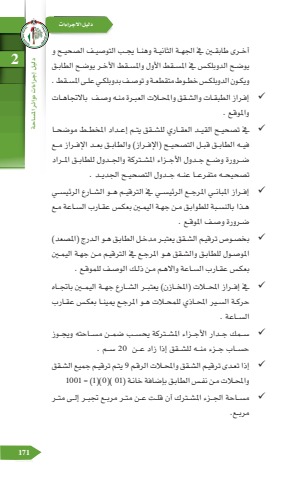 دليل الاجراءات
2
دليل إجراءات دوائر المساحة
أخرى طابقين في الجهة الثانية وهنا يجب التوصيف الصحيح و
يوضح الدوبلكس في المسقط الأول والمسقط الآخر يوضح الطابق
ويكون الدوبلكس خطوط متقطعة و توصف بدوبلكي على المسقط .
✓ إفراز الطبقات والشقق والمحلات العبرة منه وصف بالاتجاهات
والموقع .
✓ في تصحيح القيد العقاري للشقق يتم إعداد المخطط موضحا
فيه الطابق قبل التصحيح (الإفراز) والطابق بعد الإفراز مع
ضرورة وضع جدول الأجزاء المشتركة والجدول للطابق المراد
تصحيحه متفرعا عنه جدول التصحيح الجديد .
✓ إفراز المباني المرجع الرئيسي في الترقيم هو الشارع الرئيسي
هذا بالنسبة للطوابق من جهة اليمين بعكس عقارب الساعة مع
ضرورة وصف الموقع .
✓ بخصوص ترقيم الشقق يعتبر مدخل الطابق هو الدرج (المصعد)
الموصول للطابق والشقق هو المرجع في الترقيم من جهة اليمين
بعكس عقارب الساعة والاهم من ذلك الوصف للموقع .
✓ في إفراز المحلات (المخازن) يعتبر الشارع جهة اليمين باتجاه
حركة السير المحاذي للمحلات هو المرجع يمينا بعكس عقارب
الساعة .
✓ سمك جدار الأجزاء المشتركة يحسب ضمن مساحته ويجوز
حساب جزء منه للشقق إذا زاد عن 20 سم .
✓ إذا تعدى ترقيم الشقق والمحلات الرقم 9 يتم ترقيم جميع الشقق
والمحلات من نفس الطابق بإضافة خانة (01 )(0)(1) = 1001
✓ مساحة الجزء المشترك أن قلت عن متر مربع تجبر إلى متر
مربع.
171